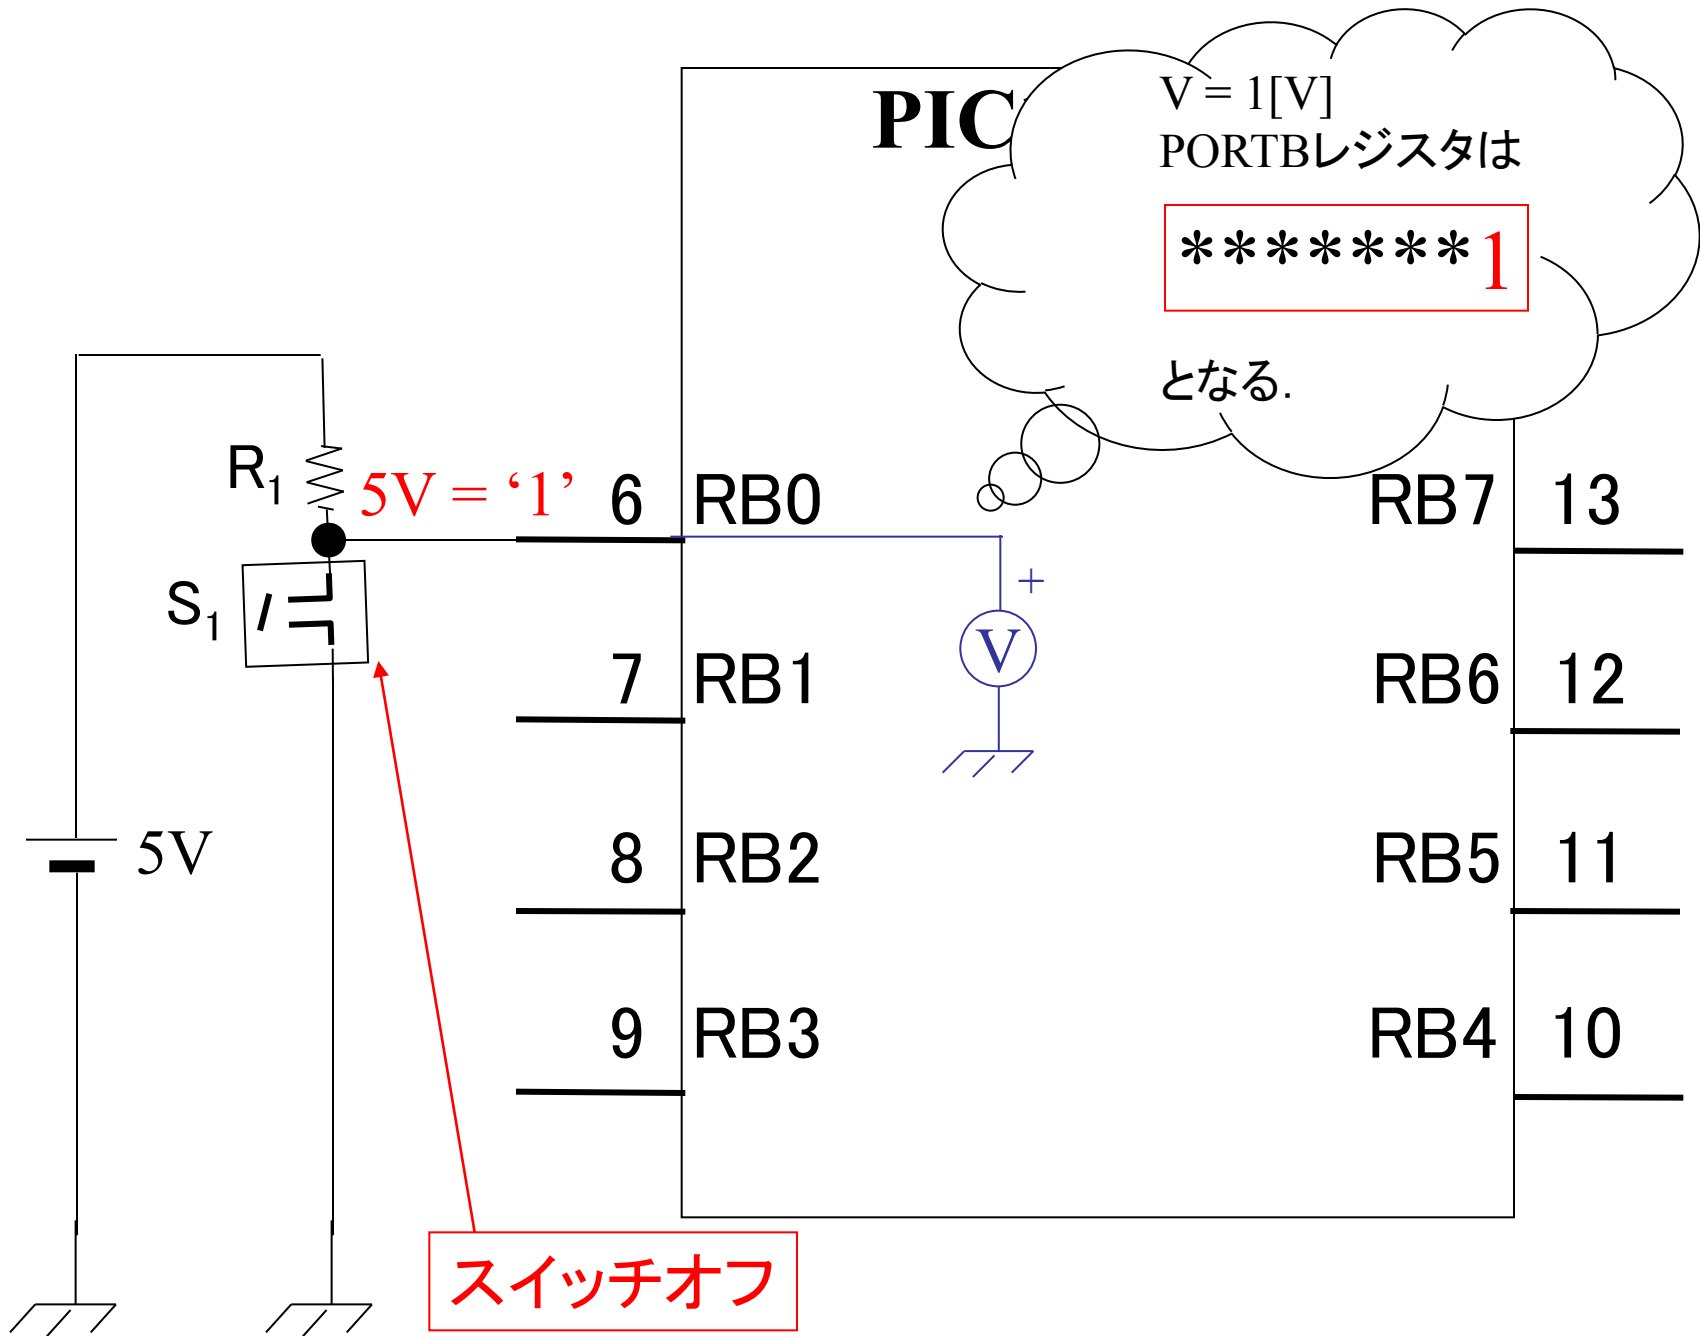 PIC
V = 1[V]
PORTBレジスタは
*******1
となる.
R1
5V = ‘1’
6 RB0
RB7 13
S1
+
V
7 RB1
RB6 12
5V
8 RB2
RB5 11
9 RB3
RB4 10
スイッチオフ